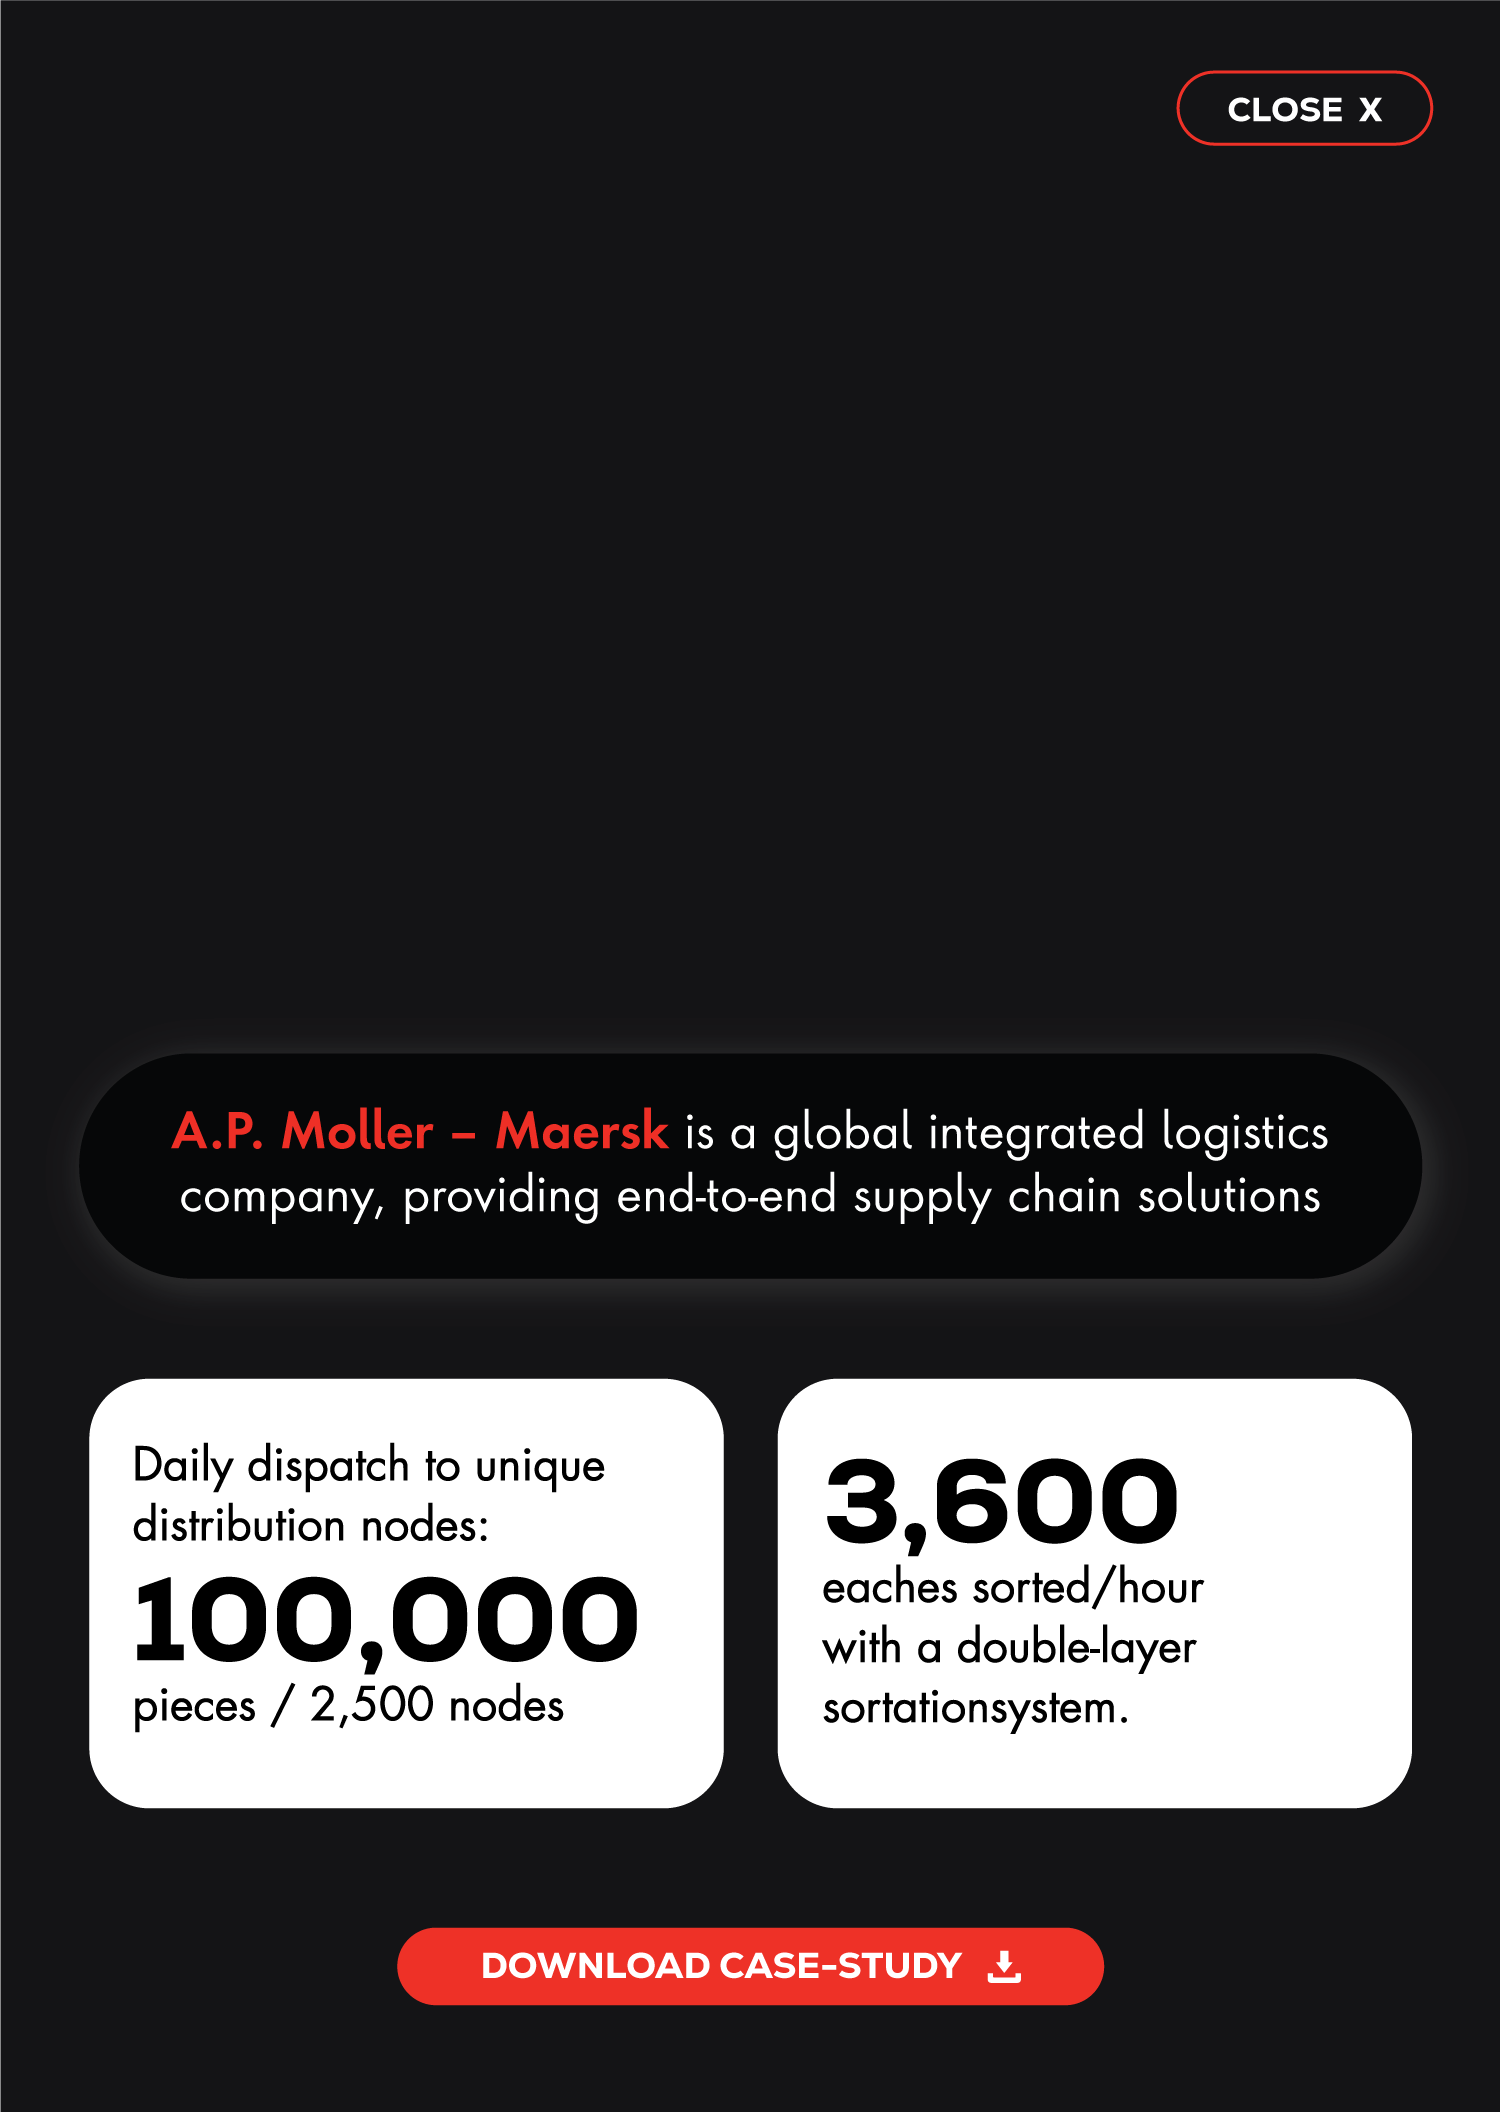 CLOSE X
A.P. Moller – Maersk is a global integrated logistics
company, providing end-to-end supply chain solutions
Daily dispatch to unique
distribution nodes:
100,000
pieces / 2,500 nodes
3,600
eaches sorted/hour
with a double-layer
sortationsystem.
DOWNLOAD CASE-STUDY